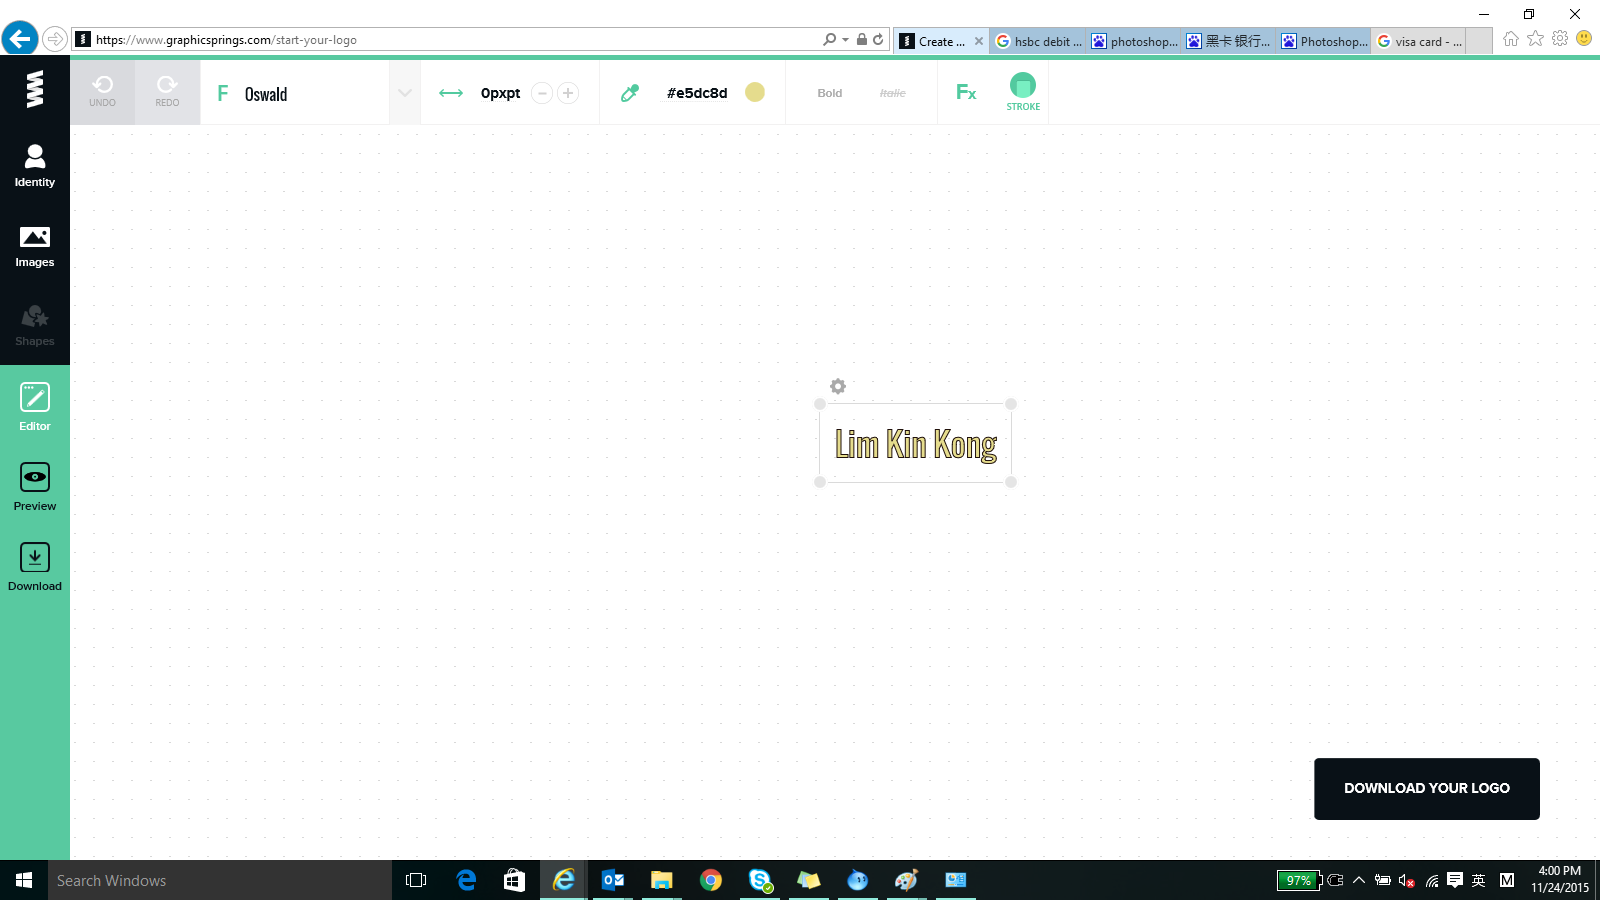 https://www.graphicsprings.com/start-your-logo
Create ...
hsbc debit ...
photoshop...
黑卡 银行...
Photoshop...
visa card - ...
UNDO
REDO
F Oswald
0pxpt
#e5dc8d
Bold
Italic
Fx
STROKE
Identity
Images
Shapes
Editor
Preview
Download
Lim Kin Kong
DOWNLOAD YOUR LOGO
Search Windows
97%
英
M
4:00 PM
11/24/2015